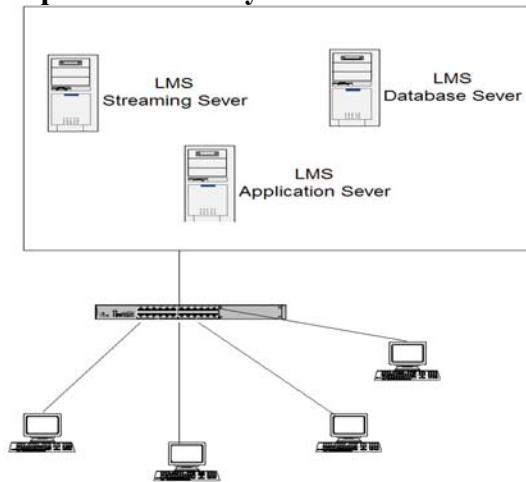 LMS
Streaming Sever
LMS
Database Sever
LMS
Application Sever